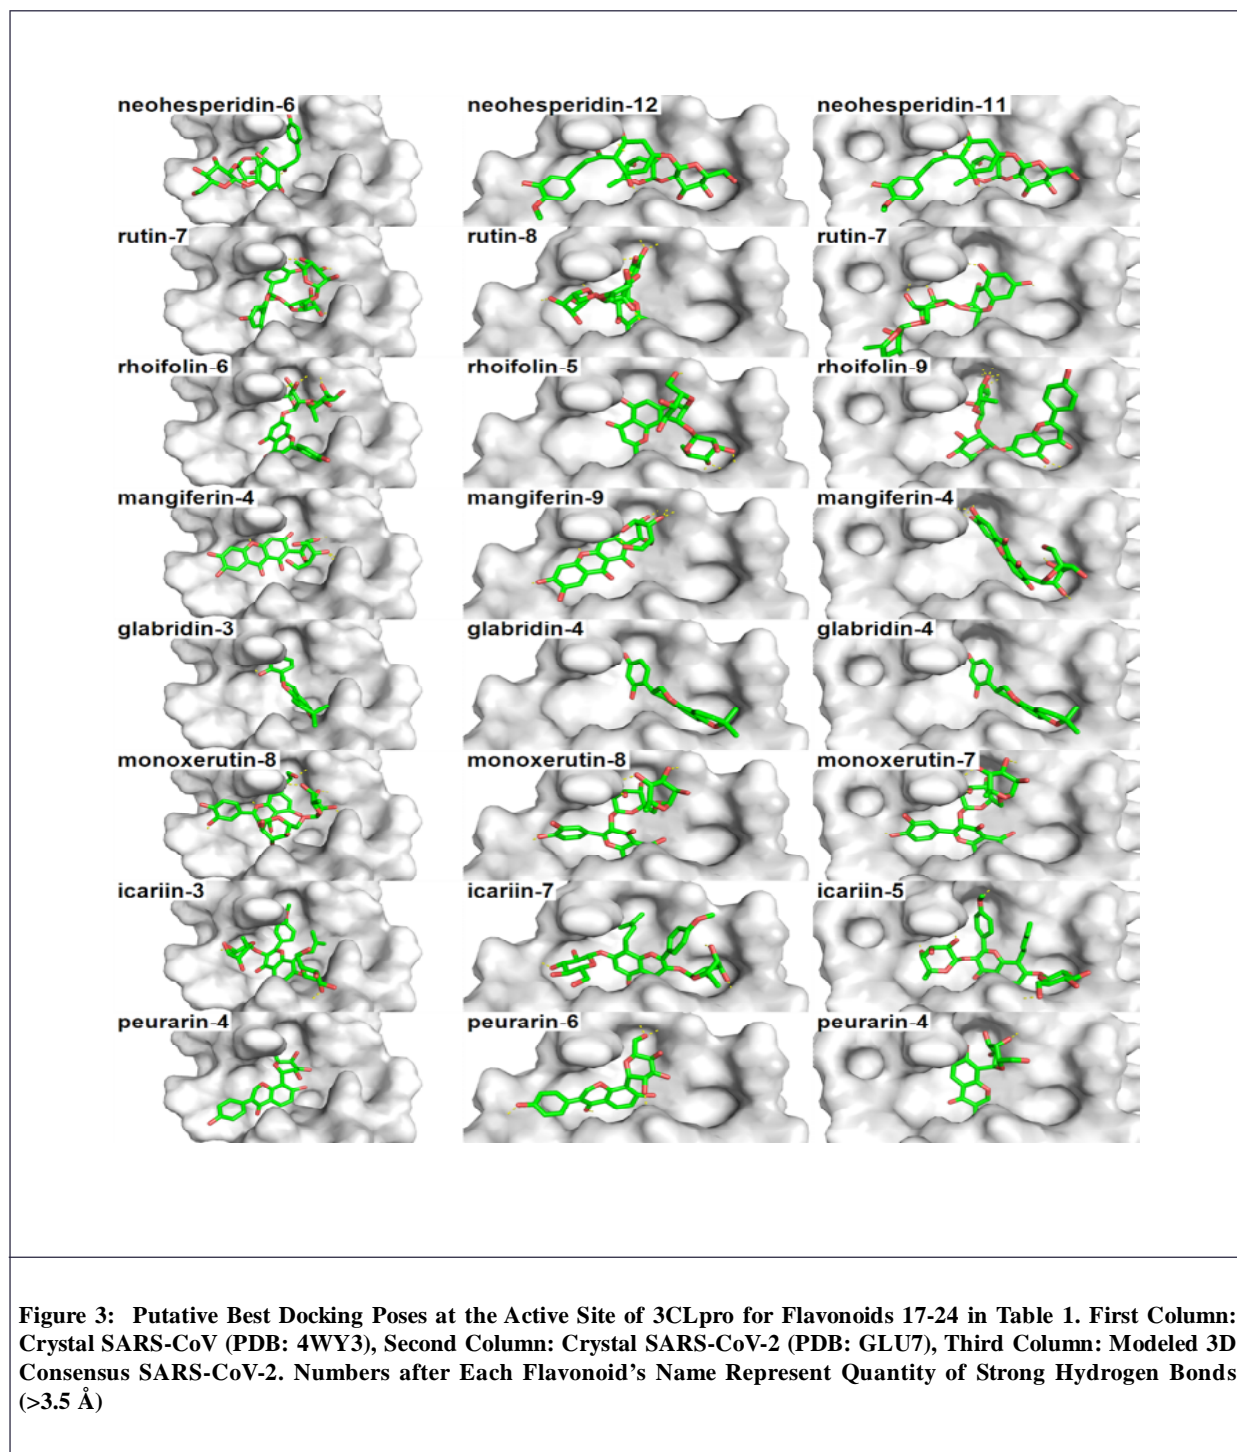 neohesperidin-6 neohesperidin-12 neohesperidin-11
rutin-7 rutin-8 rutin-7
rhoifolin-6 rhoifolin-5 rhoifolin-9
mangiferin-4 mangiferin-9 mangiferin-4
glabridin-3 glabridin-4 glabridin-4
monoxerutin-8 monoxerutin-8 monoxerutin-7
icariin-3 icariin-7 icariin-5
peurarin-4 peurarin-6 peurarin-4
Figure 3: Putative Best Docking Poses at the Active Site of 3CLpro for Flavonoids 17-24 in Table 1. First Column:
Crystal SARS-CoV (PDB: 4WY3), Second Column: Crystal SARS-CoV-2 (PDB: GLU7), Third Column: Modeled 3D
Consensus SARS-CoV-2. Numbers after Each Flavonoid’s Name Represent Quantity of Strong Hydrogen Bonds
(>3.5 Å)